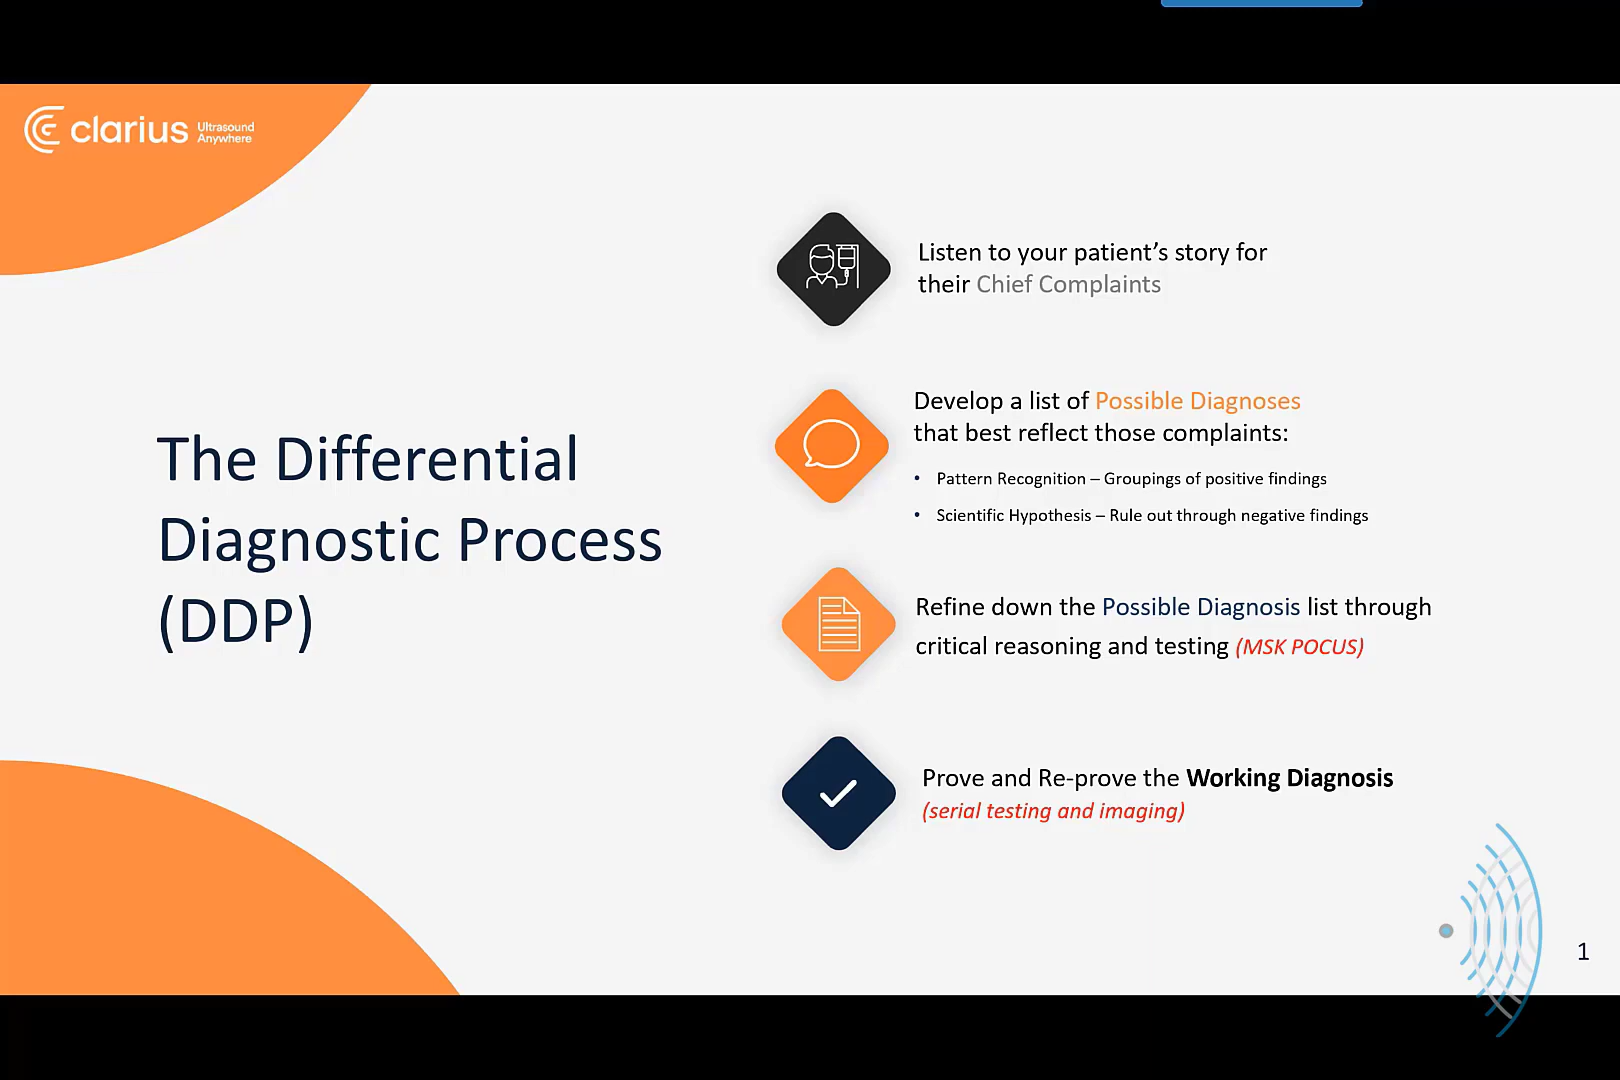 clarius Ultrasound Anywhere
The Differential
Diagnostic Process
(DDP)
Listen to your patient’s story for
their Chief Complaints
Develop a list of Possible Diagnoses
that best reflect those complaints:
• Pattern Recognition – Groupings of positive findings
• Scientific Hypothesis – Rule out through negative findings
Refine down the Possible Diagnosis list through
critical reasoning and testing (MSK POCUS)
Prove and Re-prove the Working Diagnosis
(serial testing and imaging)
1